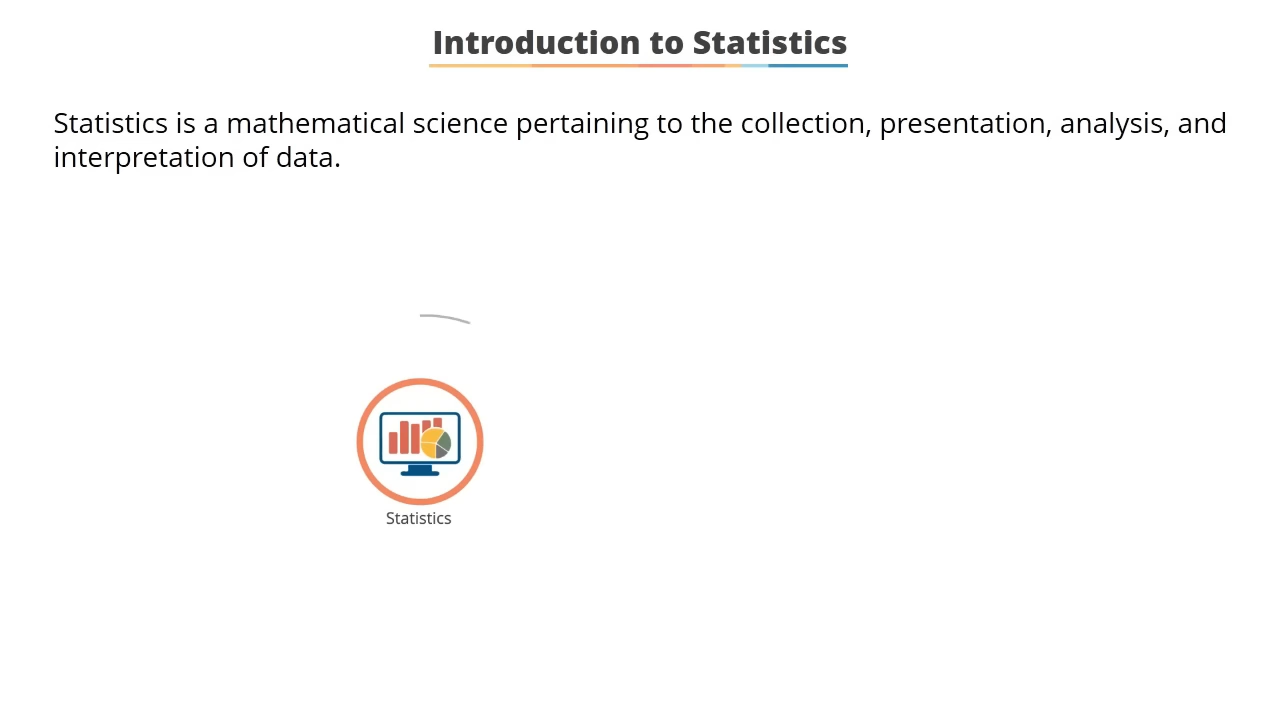 Introduction to Statistics
Statistics is a mathematical science pertaining to the collection, presentation, analysis, and
interpretation of data.
Statistics